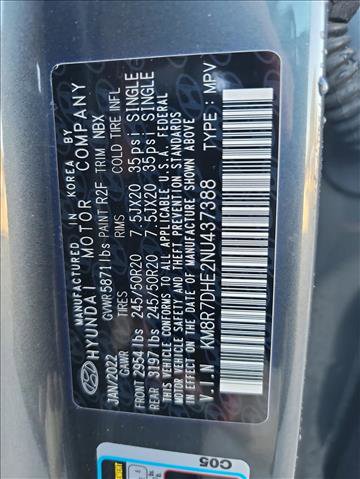 MANUFACTURED IN KOREA BY
HYUNDAI MOTOR COMPANY
GVWR 5871 lbs PAINT R2F TRIM NBX
JAN/2022 TIRES RIMS COLD TIRE INFL
GAWR
FRONT 2954 lbs 245/50R20 7.5JX20 35psi SINGLE
REAR 3197 lbs 245/50R20 7.5JX20 35psi SINGLE
THIS VEHICLE CONFORMS TO ALL APPLICABLE U.S.A. FEDERAL
MOTOR VEHICLE SAFETY AND THEFT PREVENTION STANDARDS
IN EFFECT ON THE DATE OF MANUFACTURE SHOWN ABOVE
V.I.N KM8R7DHE2NU437388 TYPE : MPV
C05